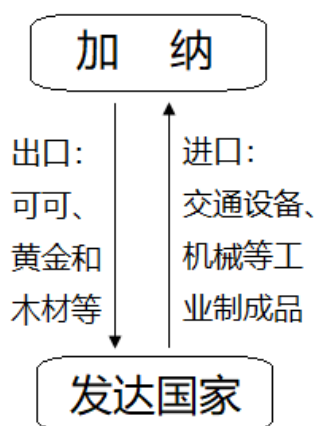 加 纳
出口：
可可、
黄金和
木材等
进口：
交通设备、
机械等工
业制成品
发达国家